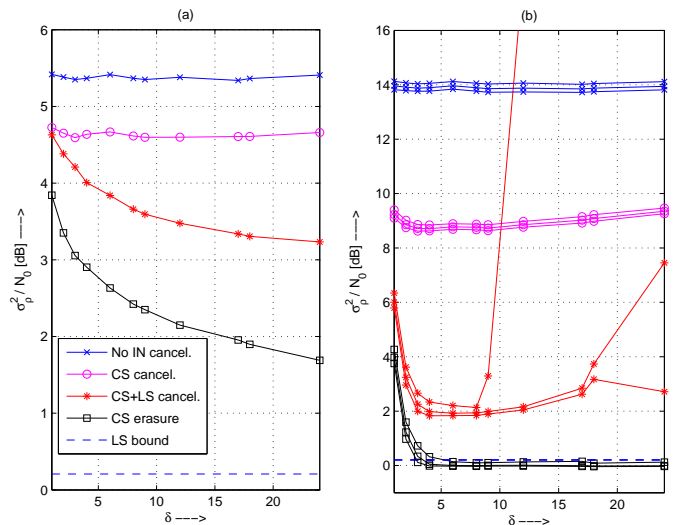 (a)
6
5
4
3
2
1
0
σρ² / N₀ [dB] ---->
No IN cancel.
CS cancel.
CS+LS cancel.
CS erasure
LS bound
5
10
15
20
δ --->
(b)
16
14
12
10
8
6
4
2
0
σρ² / N₀ [dB] ---->
5
10
15
20
δ --->